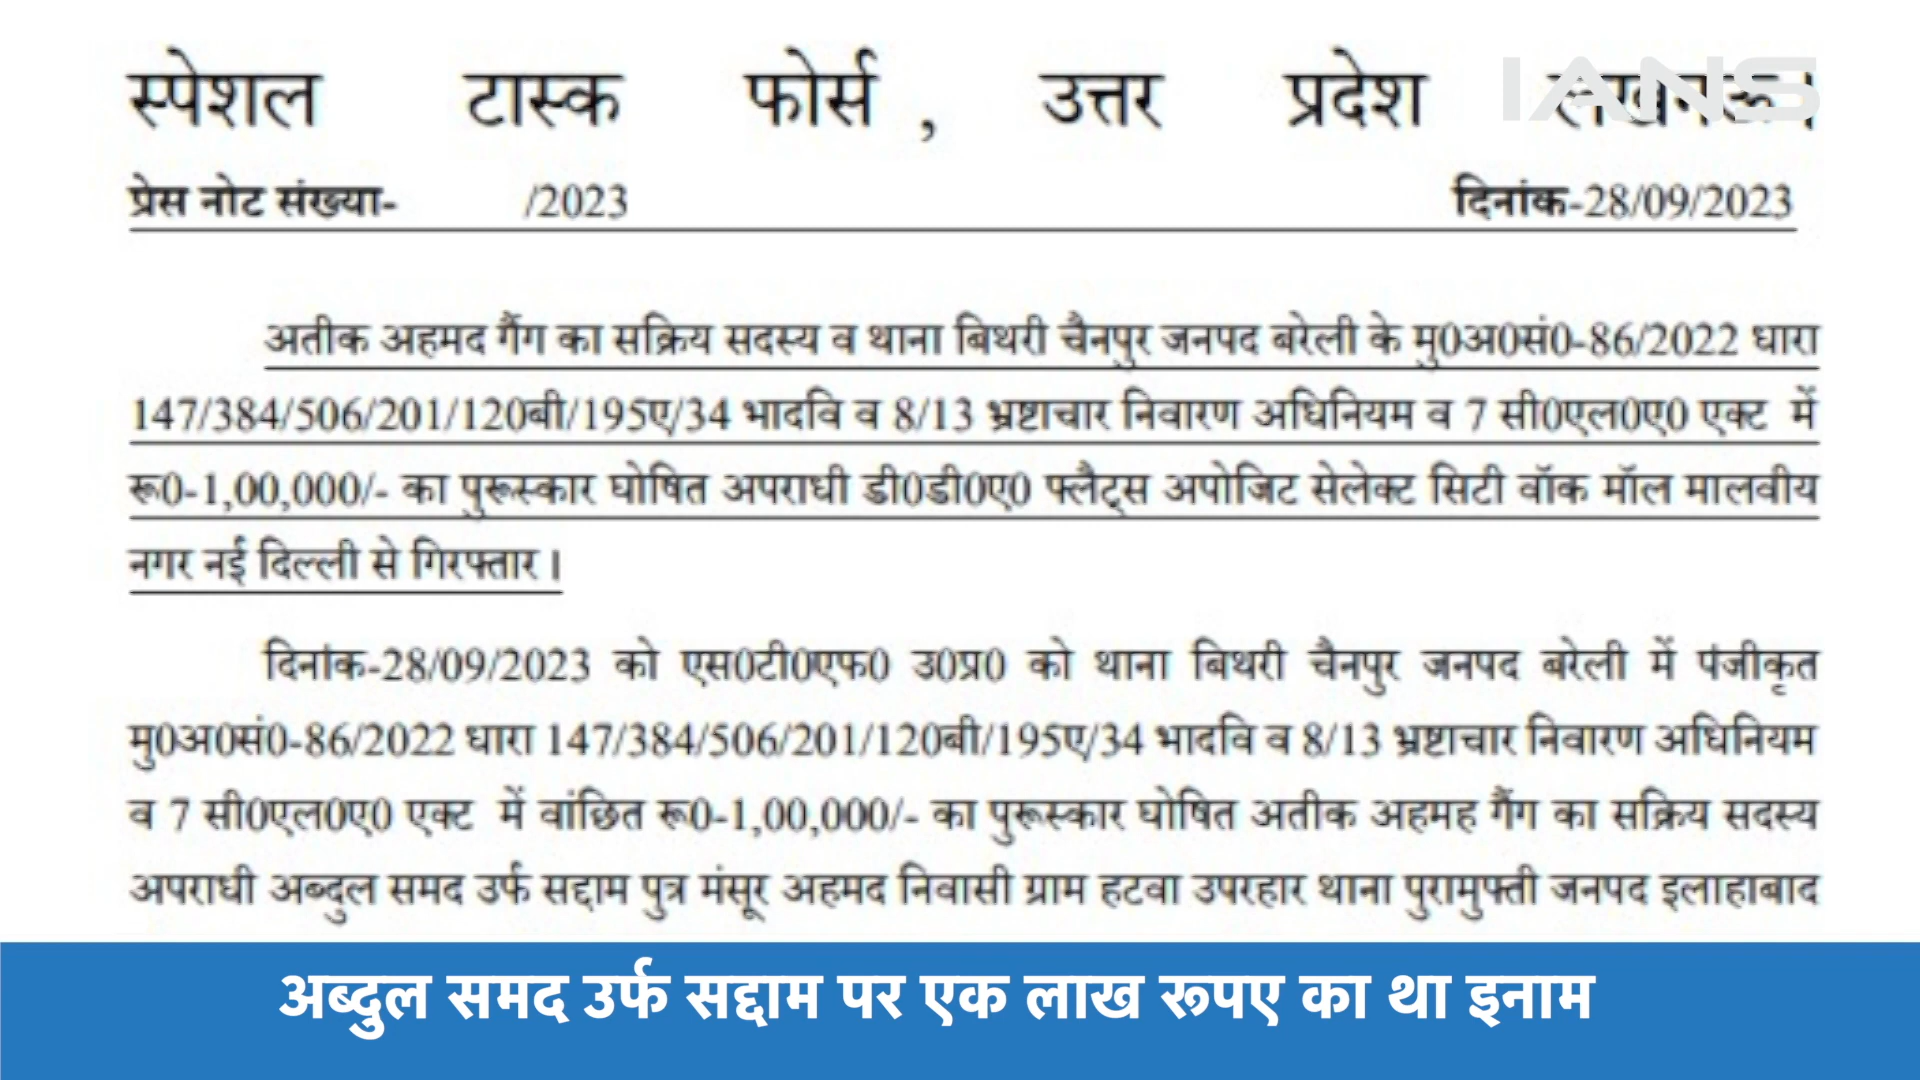 स्पेशल टास्क फोर्स, उत्तर प्रदेश लखनऊ।
IANS
प्रेस नोट संख्या- /2023 दिनांक-28/09/2023
अतीक अहमद गैंग का सक्रिय सदस्य व थाना बिथरी चैनपुर जनपद बरेली के मु0अ0सं0-86/2022 धारा
147/384/506/201/120बी/195ए/34 भादवि व 8/13 भ्रष्टाचार निवारण अधिनियम व 7 सी0एल0ए0 एक्ट में
रू0-1,00,000/- का पुरूस्कार घोषित अपराधी डी0डी0ए0 फ्लैट्स अपोजिट सेलेक्ट सिटी वॉक मॉल मालवीय
नगर नई दिल्ली से गिरफ्तार।
दिनांक-28/09/2023 को एस0टी0एफ0 उ0प्र0 को थाना बिथरी चैनपुर जनपद बरेली में पंजीकृत
मु0अ0सं0-86/2022 धारा 147/384/506/201/120बी/195ए/34 भादवि व 8/13 भ्रष्टाचार निवारण अधिनियम
व 7 सी0एल0ए0 एक्ट में वांछित रू0-1,00,000/- का पुरूस्कार घोषित अतीक अहमह गैंग का सक्रिय सदस्य
अपराधी अब्दुल समद उर्फ सद्दाम पुत्र मंसूर अहमद निवासी ग्राम हटवा उपरहार थाना पुरामुफ्ती जनपद इलाहाबाद
अब्दुल समद उर्फ सद्दाम पर एक लाख रूपए का था इनाम